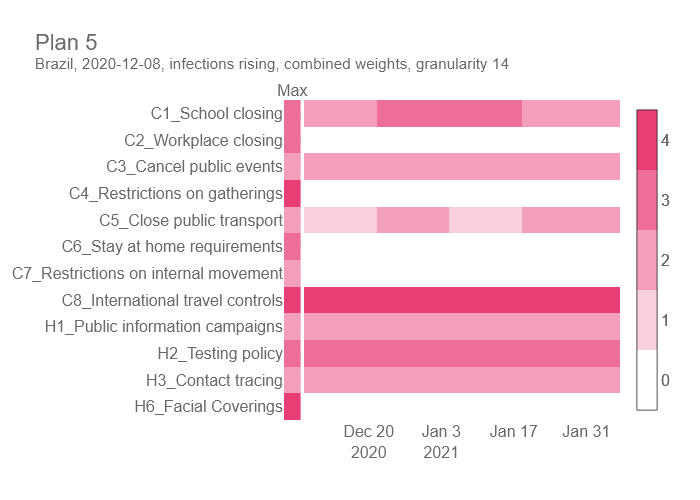 Plan 5
Brazil, 2020-12-08, infections rising, combined weights, granularity 14
Max
C1_School closing
C2_Workplace closing
C3_Cancel public events
C4_Restrictions on gatherings
C5_Close public transport
C6_Stay at home requirements
C7_Restrictions on internal movement
C8_International travel controls
H1_Public information campaigns
H2_Testing policy
H3_Contact tracing
H6_Facial Coverings
Dec 20 Jan 3 Jan 17 Jan 31
2020 2021
4
3
2
1
0